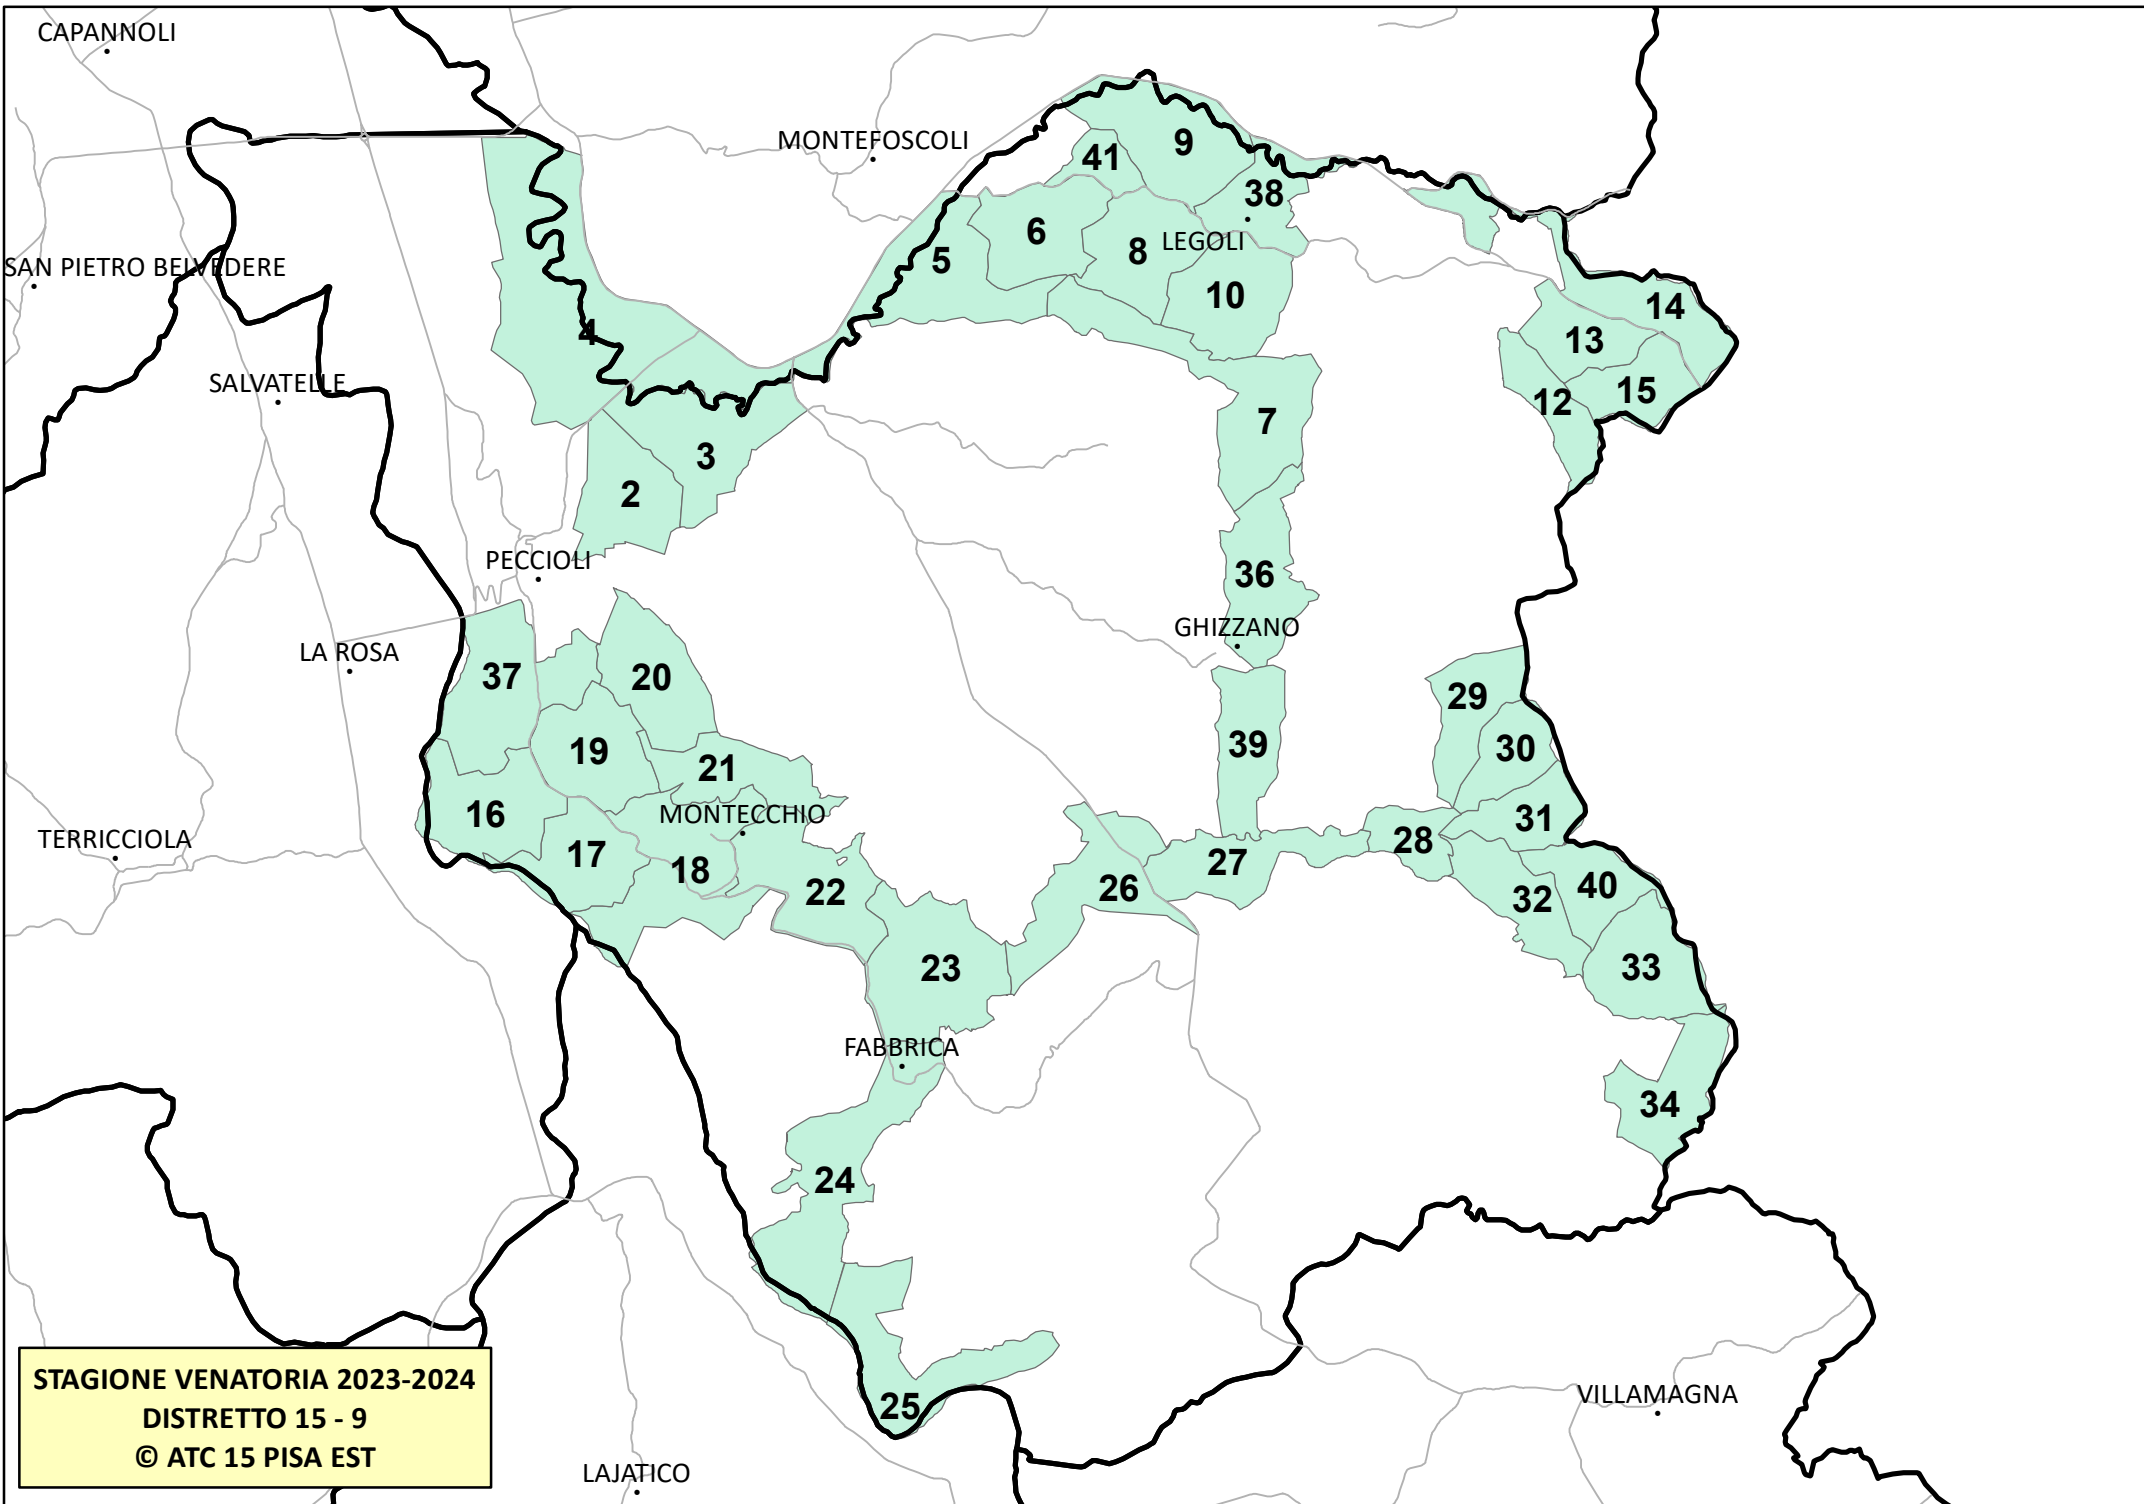 CAPANNOLI
MONTEFOSCOLI
9
41
38
6
LEGOLI
8
5
SAN PIETRO BELVEDERE
10
14
4
13
SALVATELLE
15
12
7
3
2
PECCIOLI
36
GHIZZANO
LA ROSA
37
20
29
39
30
19
21
MONTECCHIO
16
31
TERRICCIOLA
28
17
27
18
40
26
22
32
23
33
FABBRICA
34
24
STAGIONE VENATORIA 2023-2024
DISTRETTO 15 - 9
© ATC 15 PISA EST
25
VILLAMAGNA
LAJATICO